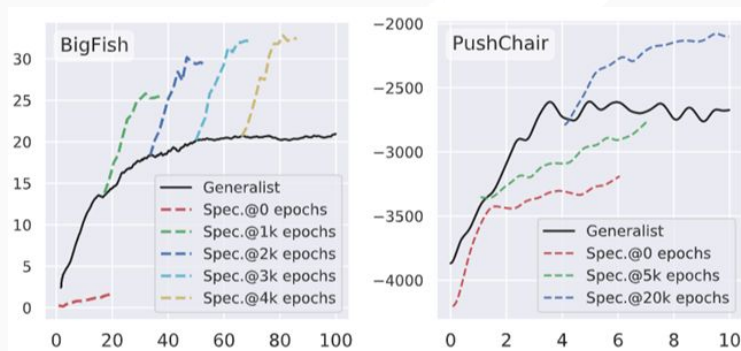 BigFish
30
25
20
15
10
5
0
Generalist
Spec.@0 epochs
Spec.@1k epochs
Spec.@2k epochs
Spec.@3k epochs
Spec.@4k epochs
0 20 40 60 80 100
PushChair
−2000
−2500
−3000
−3500
−4000
Generalist
Spec.@0 epochs
Spec.@5k epochs
Spec.@20k epochs
0 2 4 6 8 10